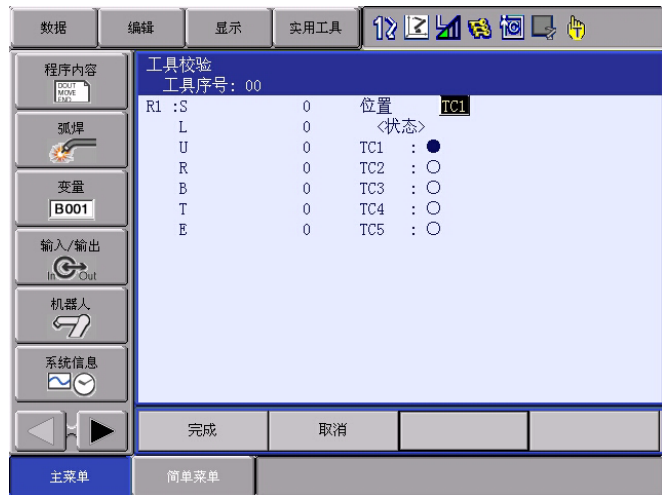 数据 编辑 显示 实用工具
程序内容
DOUT
MOVE
END
弧焊
变量
B001
输入/输出
In Out
机器人
系统信息
工具校验
工具序号: 00
R1 :S 0 位置 TC1
L 0 <状态>
U 0 TC1 : ●
R 0 TC2 : ○
B 0 TC3 : ○
T 0 TC4 : ○
E 0 TC5 : ○
完成 取消
主菜单 简单菜单